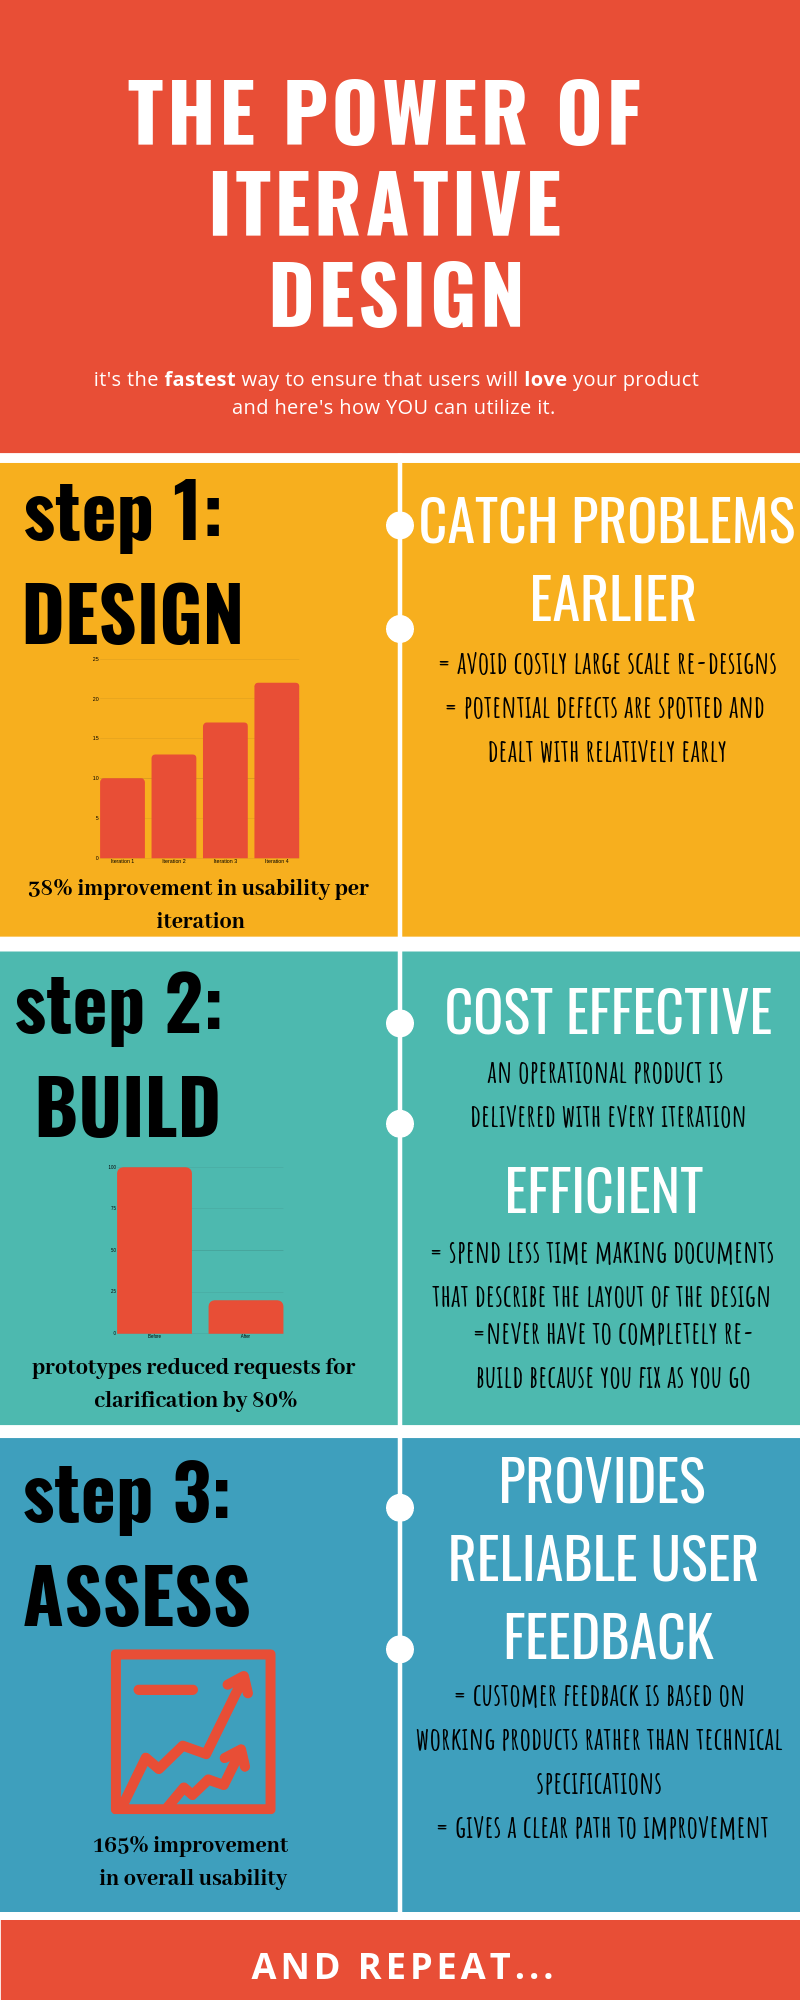 THE POWER OF
ITERATIVE
DESIGN
it's the fastest way to ensure that users will love your product
and here's how YOU can utilize it.
step 1:
DESIGN
25
20
15
10
5
0
Iteration 1 Iteration 2 Iteration 3 Iteration 4
38% improvement in usability per
iteration
CATCH PROBLEMS
EARLIER
= AVOID COSTLY LARGE SCALE RE-DESIGNS
= POTENTIAL DEFECTS ARE SPOTTED AND
DEALT WITH RELATIVELY EARLY
step 2:
BUILD
100
75
50
25
0
Before After
prototypes reduced requests for
clarification by 80%
COST EFFECTIVE
AN OPERATIONAL PRODUCT IS
DELIVERED WITH EVERY ITERATION
EFFICIENT
= SPEND LESS TIME MAKING DOCUMENTS
THAT DESCRIBE THE LAYOUT OF THE DESIGN
=NEVER HAVE TO COMPLETELY RE-
BUILD BECAUSE YOU FIX AS YOU GO
step 3:
ASSESS
165% improvement
in overall usability
PROVIDES
RELIABLE USER
FEEDBACK
= CUSTOMER FEEDBACK IS BASED ON
WORKING PRODUCTS RATHER THAN TECHNICAL
SPECIFICATIONS
= GIVES A CLEAR PATH TO IMPROVEMENT
AND REPEAT...